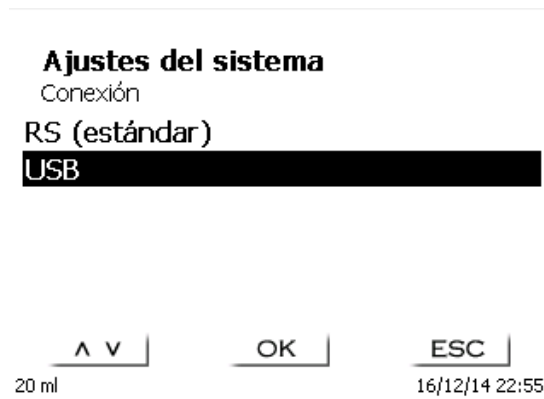 Ajustes del sistema
Conexión
RS (estándar)
USB
∧ ∨ OK ESC
20 ml 16/12/14 22:55